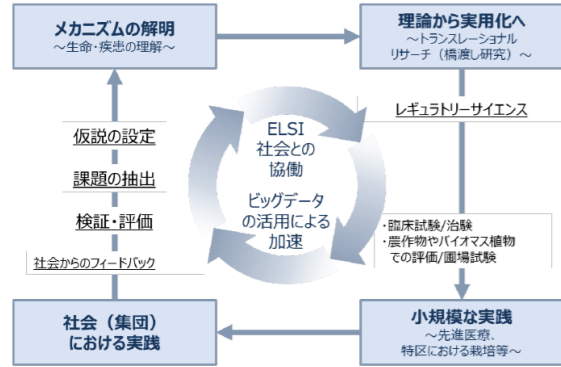 メカニズムの解明
～生命・疾患の理解～
理論から実用化へ
～トランスレーショナル
リサーチ（橋渡し研究）～
レギュラトリーサイエンス
仮説の設定
課題の抽出
検証・評価
社会からのフィードバック
ELSI
社会との
協働
ビッグデータ
の活用による
加速
・臨床試験/治験
・農作物やバイオマス植物
での評価/圃場試験
社会（集団）
における実践
小規模な実践
～先進医療、
特区における栽培等～